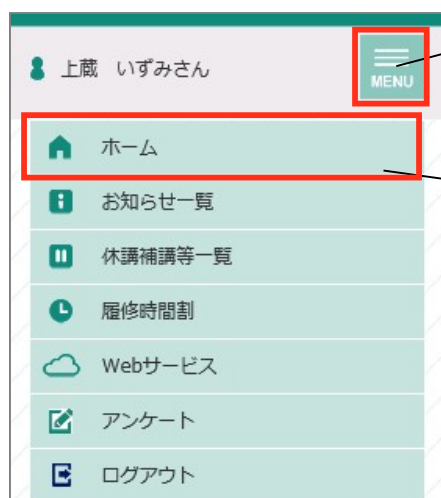 上蔵　いずみさん
MENU
ホーム
お知らせ一覧
休講補講等一覧
履修時間割
Webサービス
アンケート
ログアウト